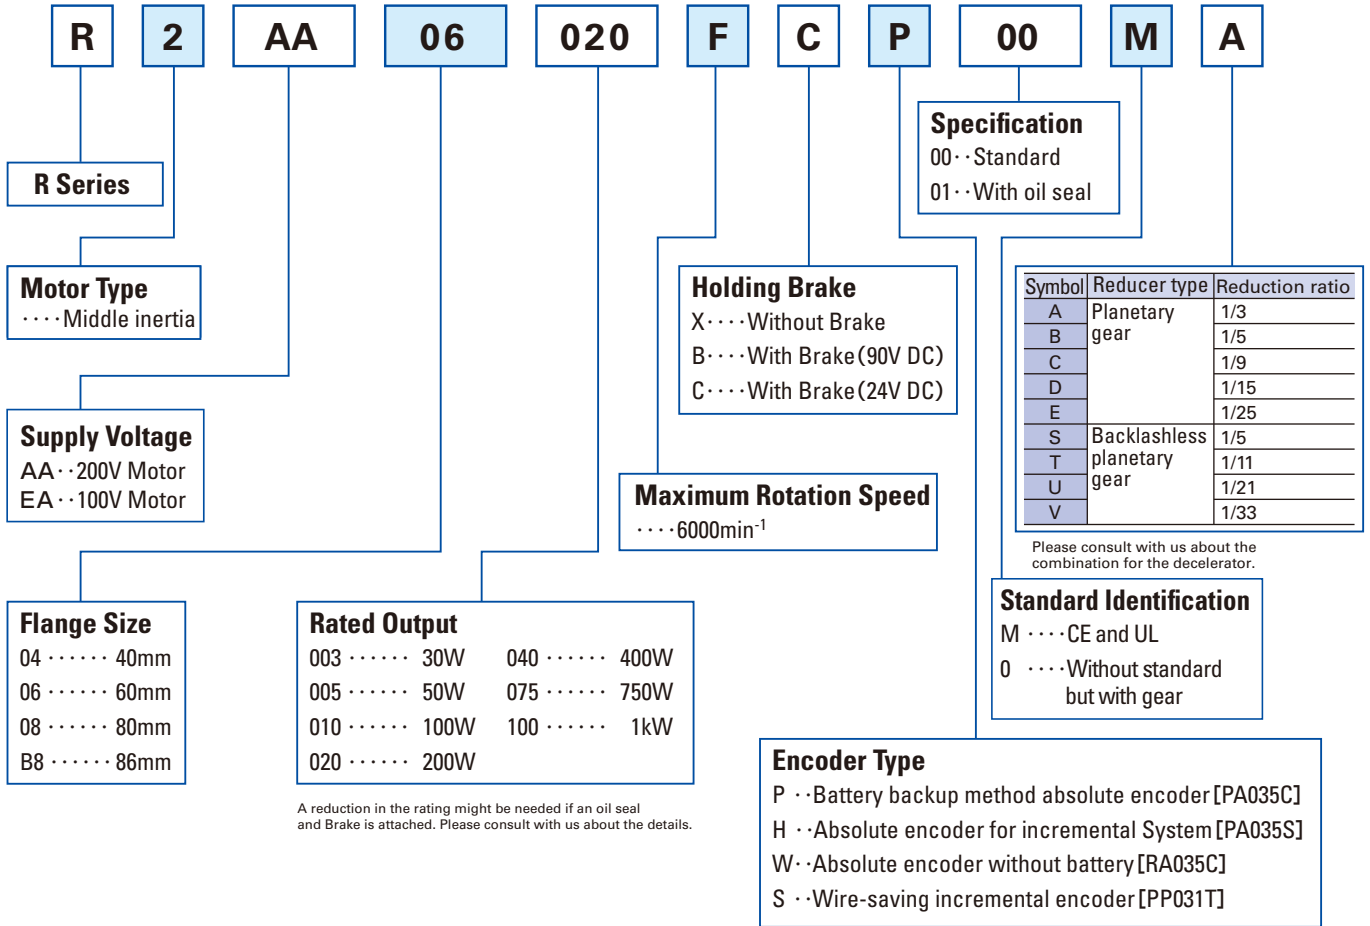 R 2 AA 06 020 F C P 00 M A
R Series
Specification
00··Standard
01··With oil seal
Motor Type
····Middle inertia
Holding Brake
X····Without Brake
B····With Brake(90V DC)
C····With Brake(24V DC)
Symbol Reducer type Reduction ratio
A Planetary gear 1/3
B 1/5
C 1/9
D 1/15
E 1/25
S Backlashless planetary gear 1/5
T 1/11
U 1/21
V 1/33
Please consult with us about the
combination for the decelerator.
Supply Voltage
AA··200V Motor
EA··100V Motor
Maximum Rotation Speed
····6000min-1
Flange Size
04 ······ 40mm
06 ······ 60mm
08 ······ 80mm
B8 ······ 86mm
Rated Output
003 ······ 30W 040 ······ 400W
005 ······ 50W 075 ······ 750W
010 ······ 100W 100 ······ 1kW
020 ······ 200W
A reduction in the rating might be needed if an oil seal
and Brake is attached. Please consult with us about the details.
Standard Identification
M ····CE and UL
0 ····Without standard
but with gear
Encoder Type
P ··Battery backup method absolute encoder[PA035C]
H ··Absolute encoder for incremental System[PA035S]
W··Absolute encoder without battery[RA035C]
S ··Wire-saving incremental encoder[PP031T]